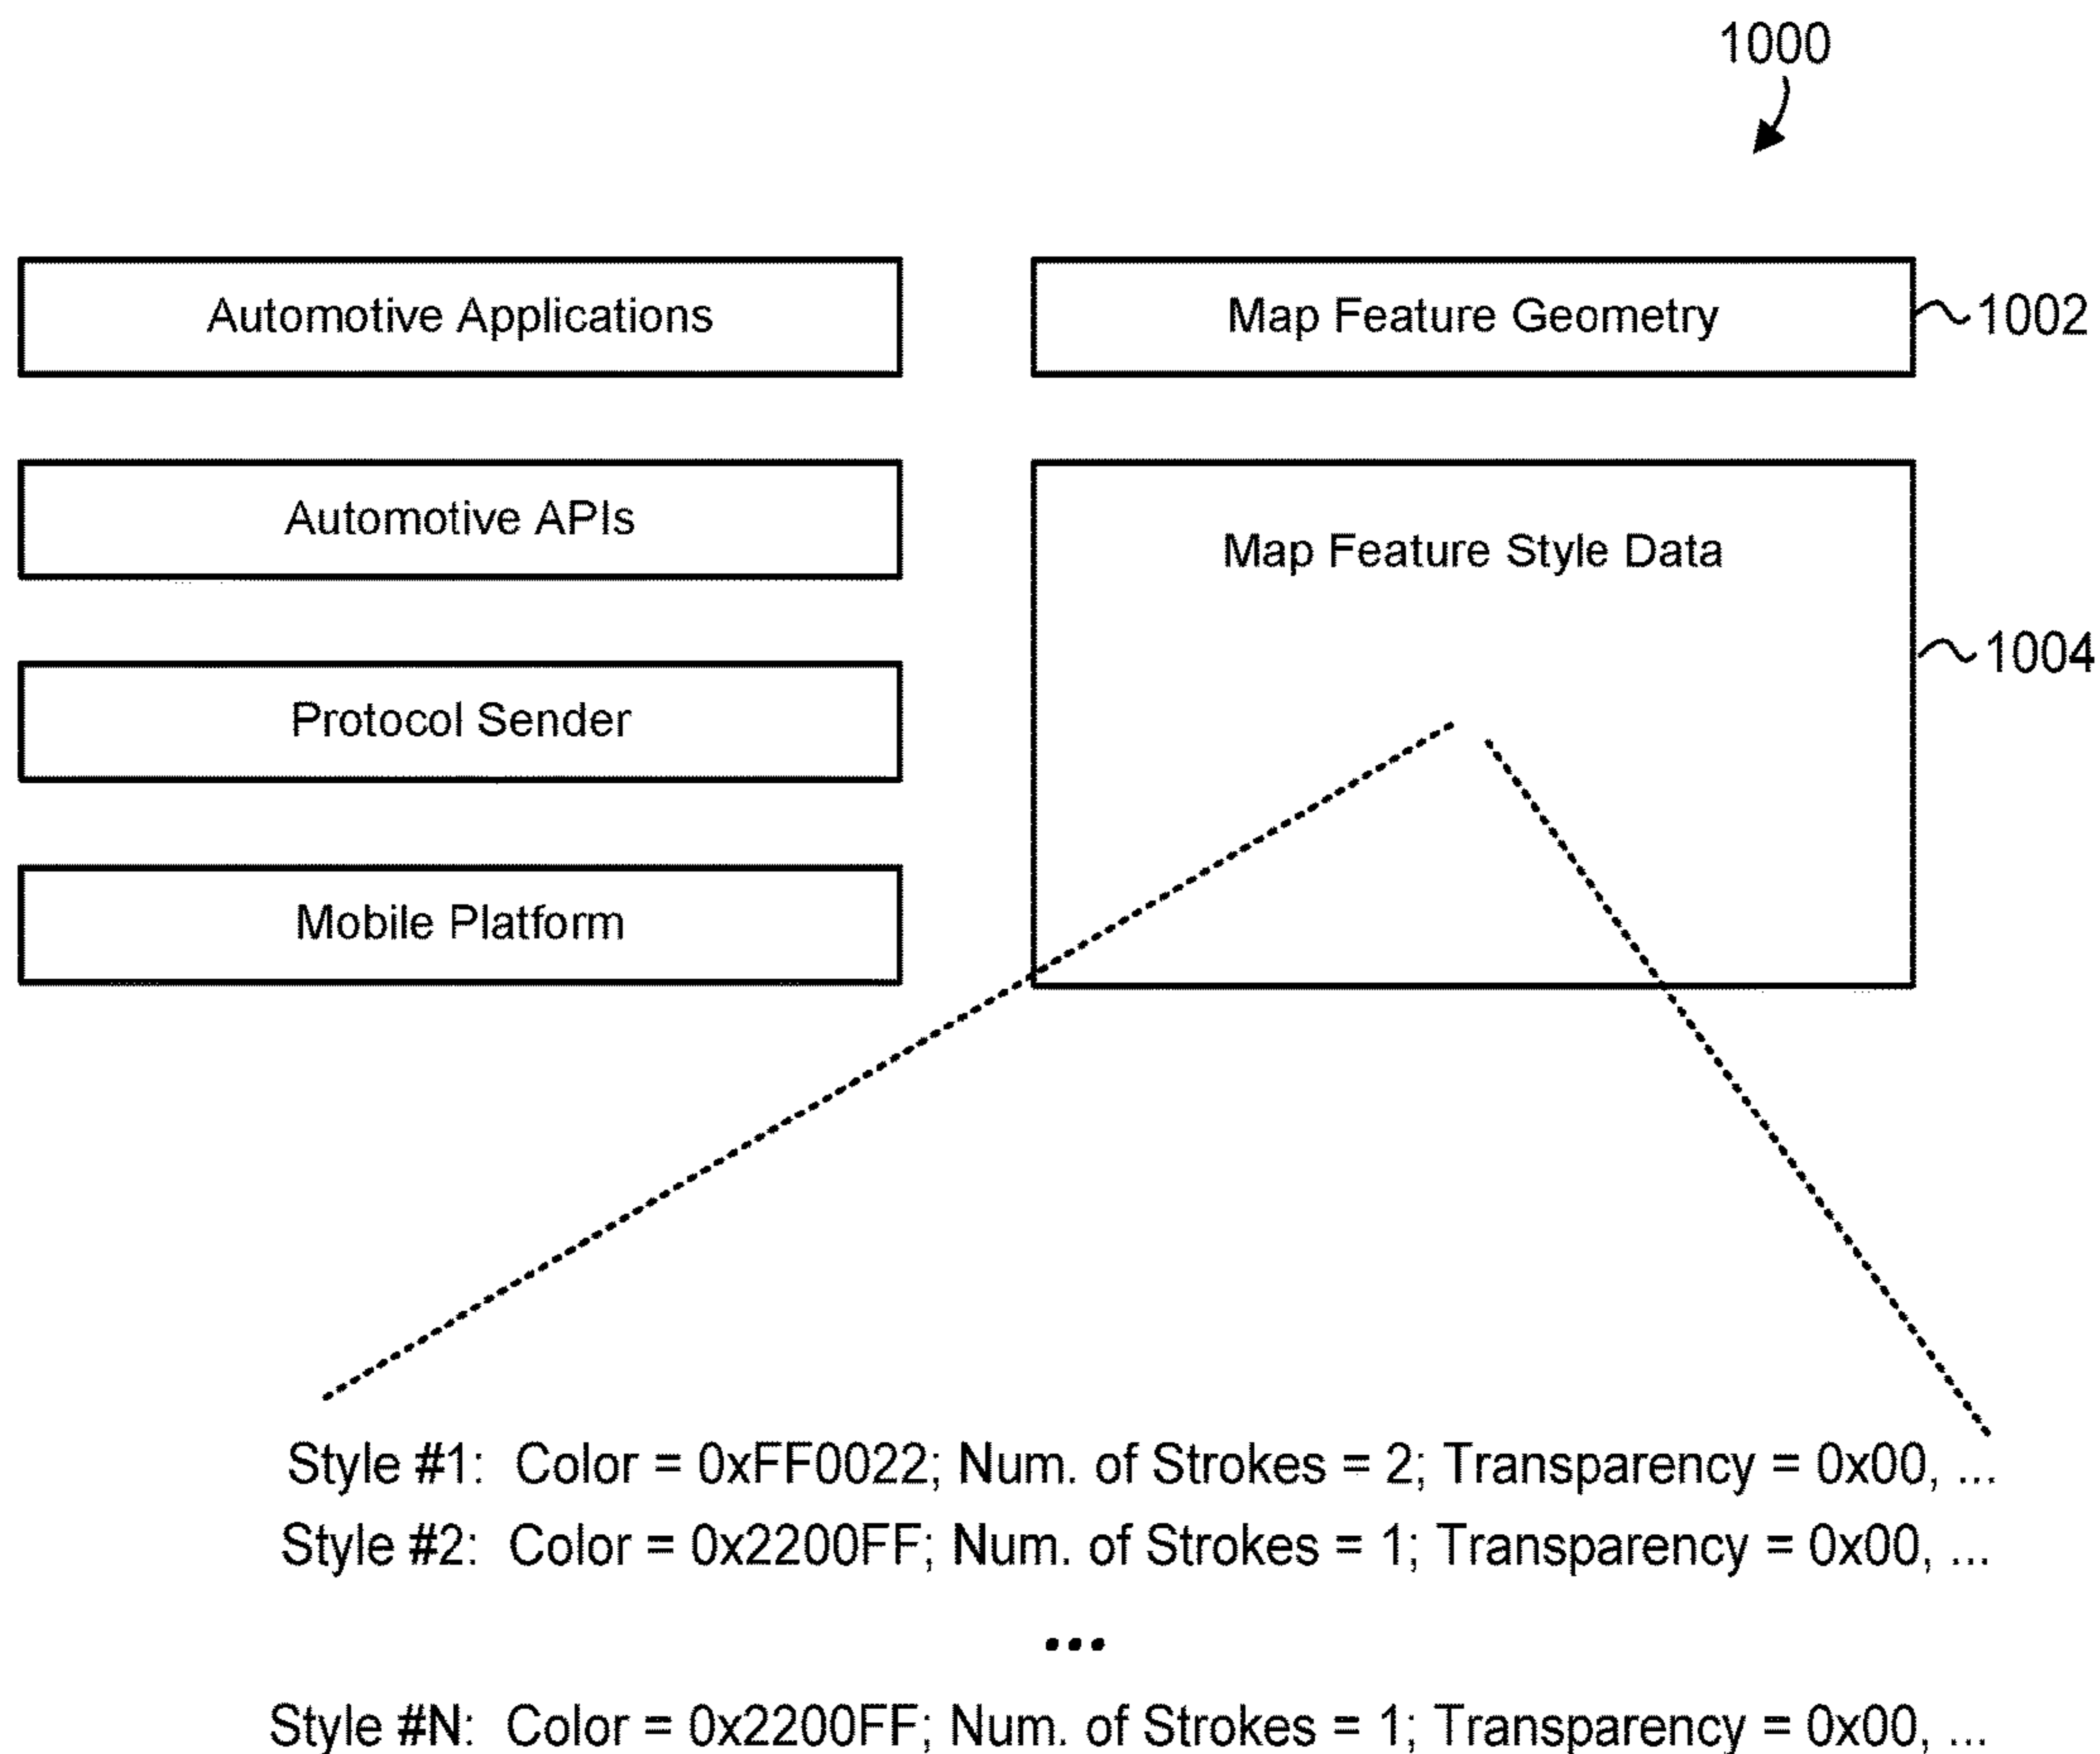 1000
Automotive Applications
Map Feature Geometry
1002
Automotive APIs
Map Feature Style Data
1004
Protocol Sender
Mobile Platform
Style #1: Color = 0xFF0022; Num. of Strokes = 2; Transparency = 0x00, ...
Style #2: Color = 0x2200FF; Num. of Strokes = 1; Transparency = 0x00, ...
...
Style #N: Color = 0x2200FF; Num. of Strokes = 1; Transparency = 0x00, ...